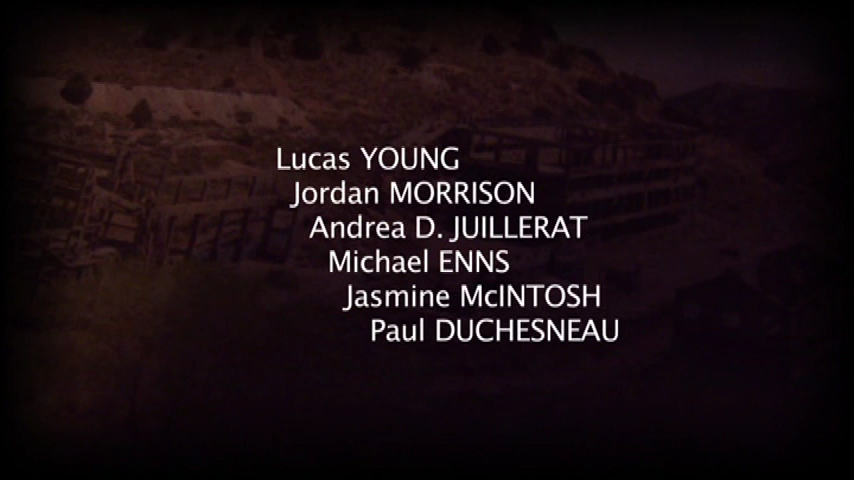 Lucas YOUNG
Jordan MORRISON
Andrea D. JUILLERAT
Michael ENNS
Jasmine McINTOSH
Paul DUCHESNEAU